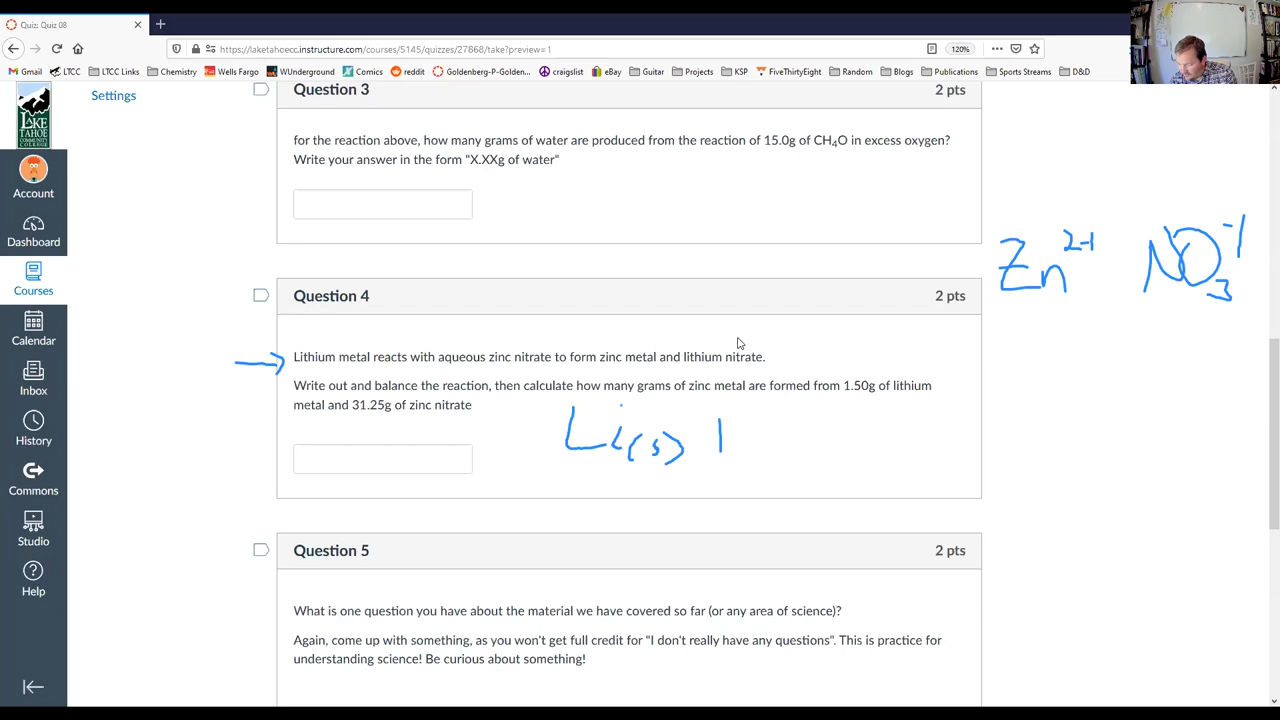 Quiz: Quiz 08
https://laketahoecc.instructure.com/courses/5145/quizzes/27868/take?preview=1
120%
Gmail LTCC LTCC Links Chemistry Wells Fargo WUnderground Comics reddit Goldenberg-P-Golden... craigslist eBay Guitar Projects KSP FiveThirtyEight Random Blogs Publications Sports Streams D&D
LAKE TAHOE COMMUNITY COLLEGE
Settings
Account
Dashboard
Courses
Calendar
Inbox
History
Commons
Studio
Help
Question 3 2 pts
for the reaction above, how many grams of water are produced from the reaction of 15.0g of CH₄O in excess oxygen?
Write your answer in the form "X.XXg of water"
Zn²⁺ NO₃⁻¹
Question 4 2 pts
Lithium metal reacts with aqueous zinc nitrate to form zinc metal and lithium nitrate.
Write out and balance the reaction, then calculate how many grams of zinc metal are formed from 1.50g of lithium
metal and 31.25g of zinc nitrate
Li(s) |
Question 5 2 pts
What is one question you have about the material we have covered so far (or any area of science)?
Again, come up with something, as you won't get full credit for "I don't really have any questions". This is practice for
understanding science! Be curious about something!